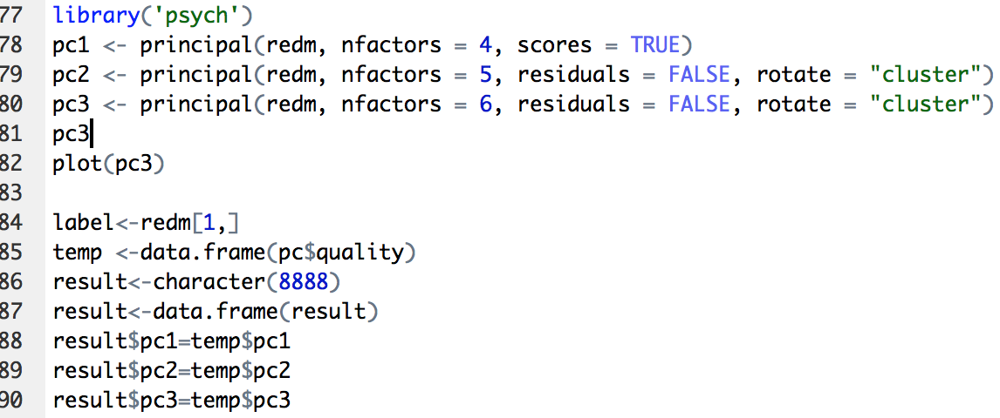 77 library('psych')
78 pc1 <- principal(redm, nfactors = 4, scores = TRUE)
79 pc2 <- principal(redm, nfactors = 5, residuals = FALSE, rotate = "cluster")
80 pc3 <- principal(redm, nfactors = 6, residuals = FALSE, rotate = "cluster")
81 pc3
82 plot(pc3)
83
84 label<-redm[1,]
85 temp <-data.frame(pc$quality)
86 result<-character(8888)
87 result<-data.frame(result)
88 result$pc1=temp$pc1
89 result$pc2=temp$pc2
90 result$pc3=temp$pc3